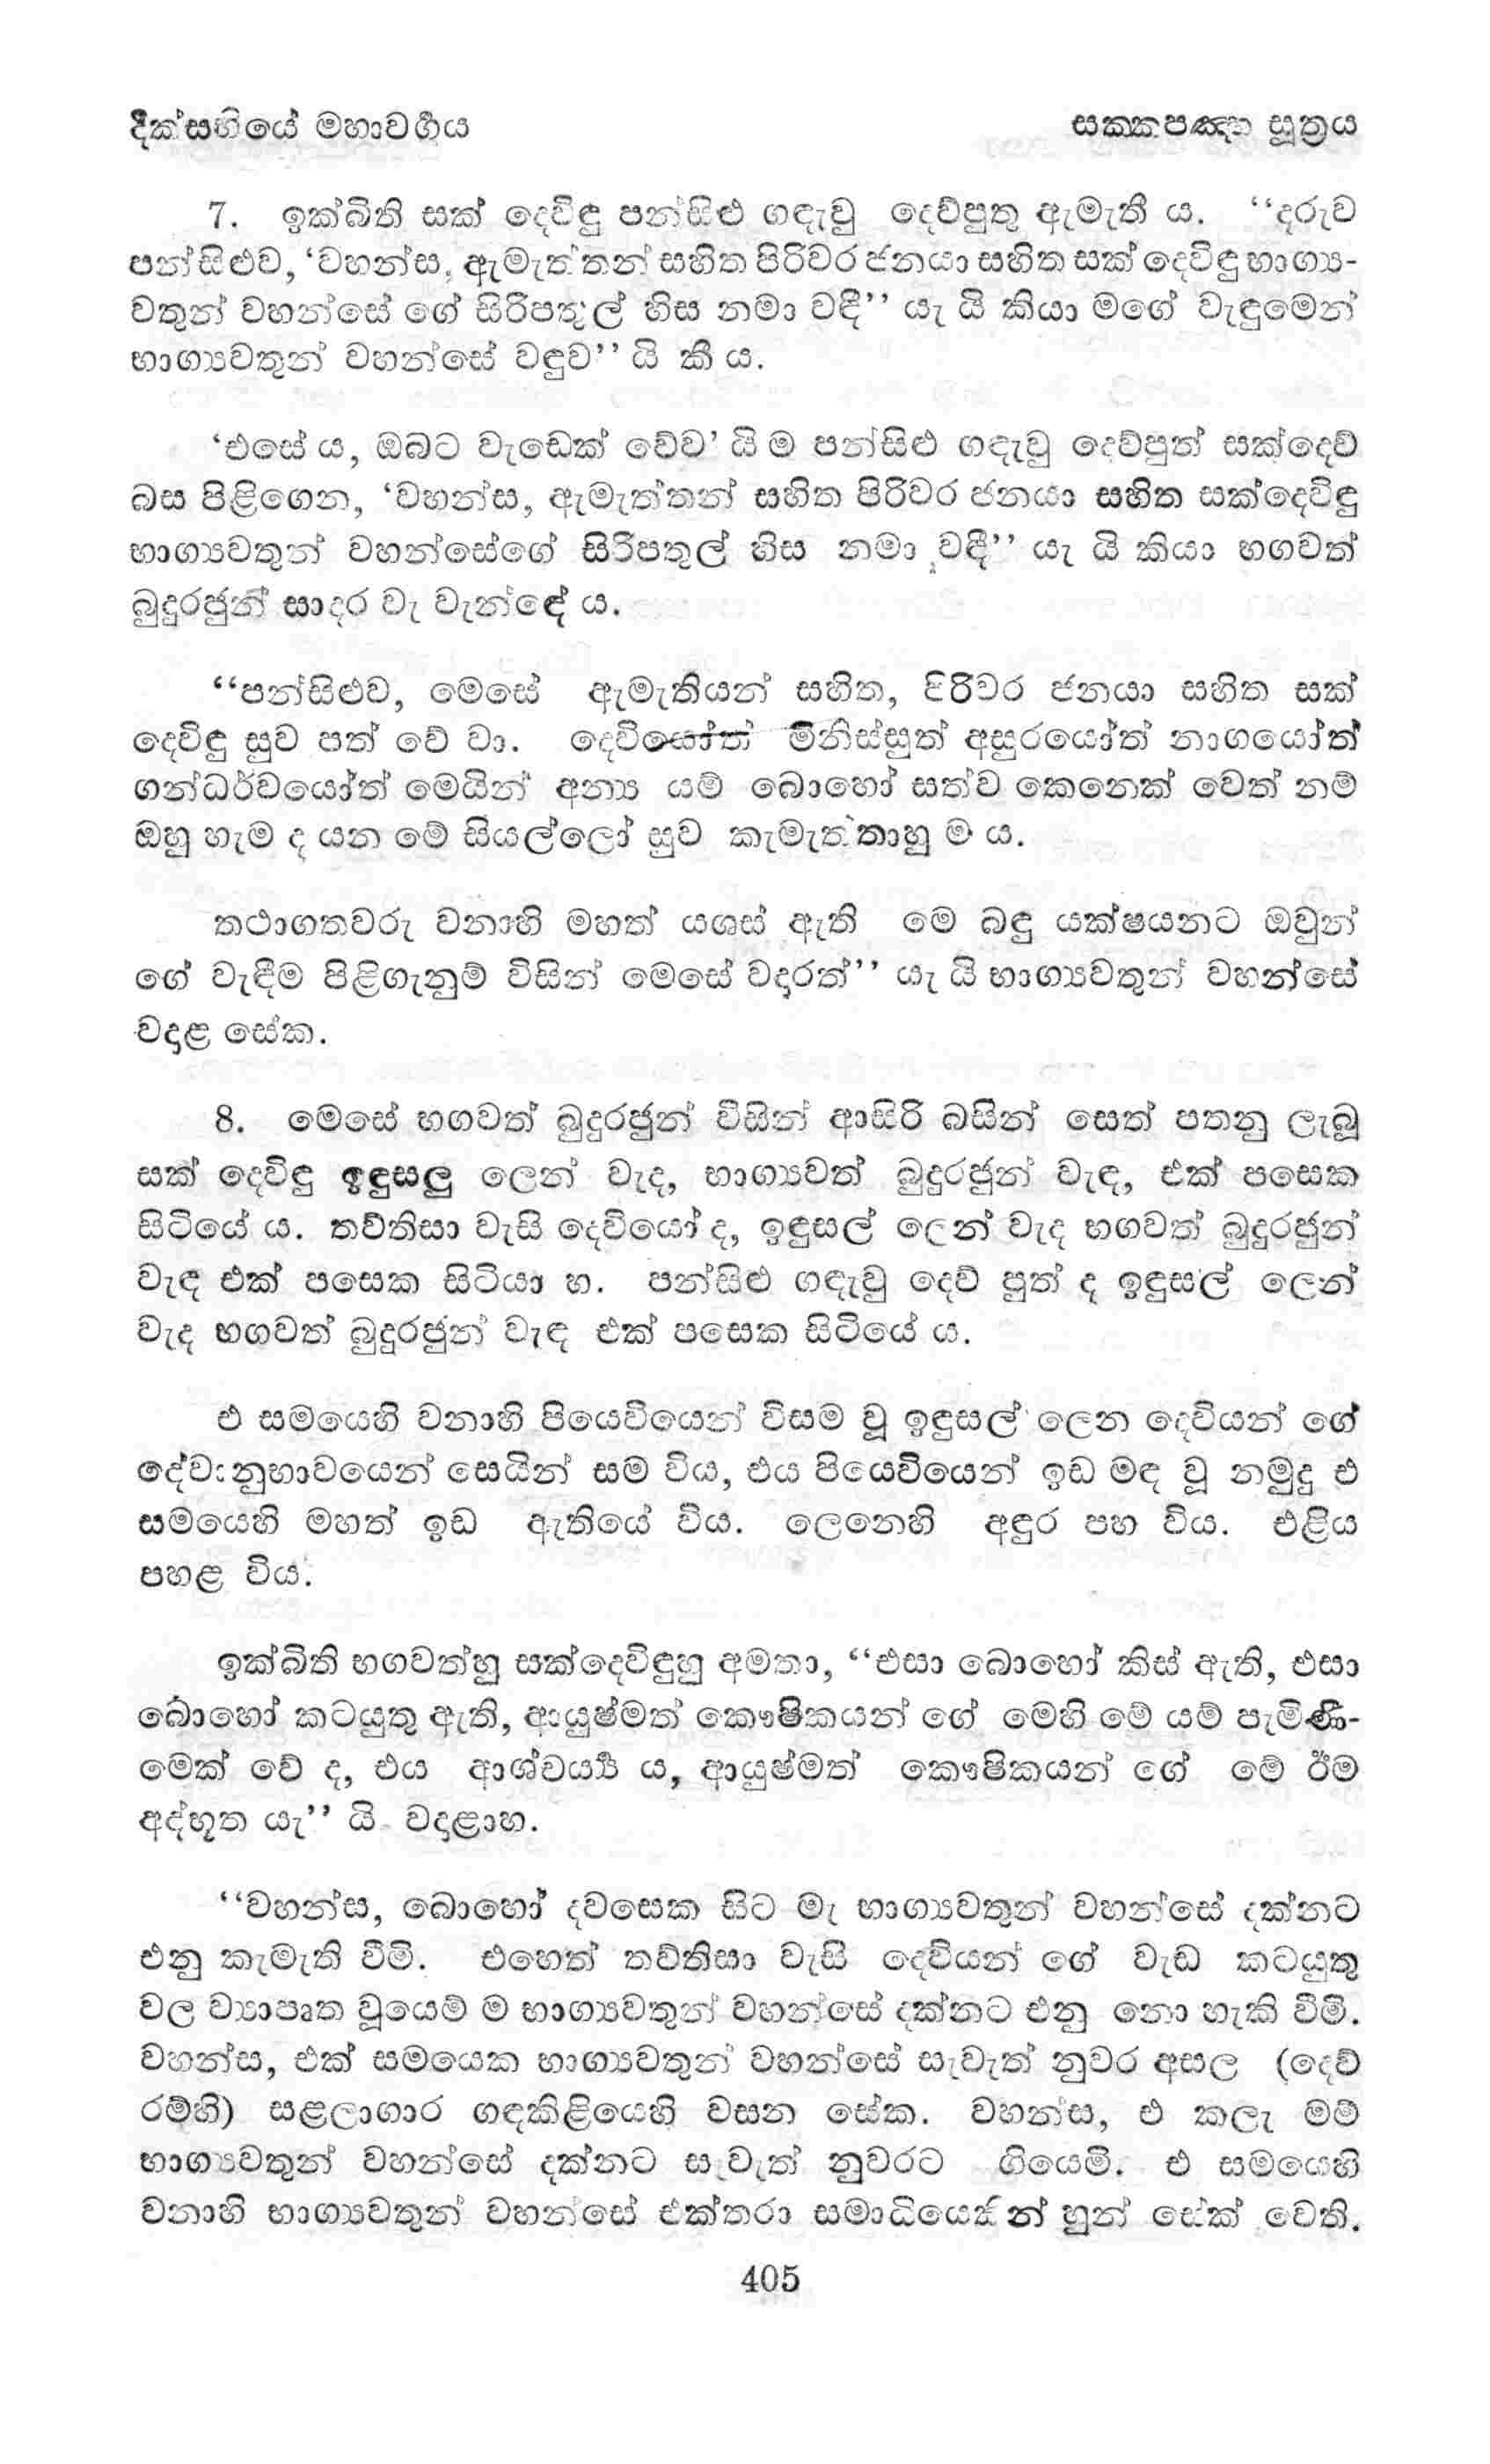 දික්සඟියේ මහාවර්‍ගය
සක්කපඤ්හ සූත්‍රය
7. ඉක්බිති සක් දෙවිඳු පන්සිළු ගඳැවු දෙව්පුතු ඇමැතී ය. ‘‘දරුව
පන්සිළුව, ‘වහන්ස, ඇමැත්තන් සහිත පිරිවර ජනයා සහිත සක් දෙවිඳු භාග්‍ය-
වතුන් වහන්සේ ගේ සිරිපතුල් හිස නමා වඳී’’ යැ යි කියා මගේ වැඳුමෙන්
භාග්‍යවතුන් වහන්සේ වඳුව’’ යි කී ය.
‘එසේ ය, ඔබට වැඩෙක් වේව’ යි ම පන්සිළු ගඳැවු දෙව්පුත් සක්දෙව්
බස පිළිගෙන, ‘වහන්ස, ඇමැත්තන් සහිත පිරිවර ජනයා සහිත සක්දෙවිඳු
භාග්‍යවතුන් වහන්සේගේ සිරිපතුල් හිස නමා වඳී’’ යැ යි කියා භගවත්
බුදුරජුන් සාදර වැ වැන්ඳේ ය.
‘‘පන්සිළුව, මෙසේ ඇමැතියන් සහිත, පිරිවර ජනයා සහිත සක්
දෙවිඳු සුව පත් වේ වා. දෙවියෝත් මිනිස්සුත් අසුරයෝත් නාගයෝත්
ගන්ධර්වයෝත් මෙයින් අන්‍ය යම් බොහෝ සත්ව කෙනෙක් වෙත් නම්
ඔහු හැම ද යන මේ සියල්ලෝ සුව කැමැත්තාහු ම ය.
තථාගතවරු වනාහි මහත් යශස් ඇති මෙ බඳු යක්ෂයනට ඔවුන්
ගේ වැඳීම පිළිගැනුම් විසින් මෙසේ වදාරත්’’ යැ යි භාග්‍යවතුන් වහන්සේ
වදාළ සේක.
8. මෙසේ භගවත් බුදුරජුන් විසින් ආසිරි බසින් සෙත් පතනු ලැබූ
සක් දෙවිඳු ඉඳුසලු ලෙන් වැද, භාග්‍යවත් බුදුරජුන් වැඳ, එක් පසෙක
සිටියේ ය. තව්තිසා වැසි දෙවියෝ ද, ඉඳුසල් ලෙන් වැද භගවත් බුදුරජුන්
වැඳ එක් පසෙක සිටියා හ. පන්සිළු ගඳැවු දෙව් පුත් ද ඉඳුසල් ලෙන්
වැද භගවත් බුදුරජුන් වැඳ එක් පසෙක සිටියේ ය.
එ සමයෙහි වනාහි පියෙවියෙන් විසම වූ ඉඳුසල් ලෙන දෙවියන් ගේ
දේවානුභාවයෙන් සෙයින් සම විය, එය පියෙවියෙන් ඉඩ මඳ වූ නමුදු එ
සමයෙහි මහත් ඉඩ ඇතියේ විය. ලෙනෙහි අඳුර පහ විය. එළිය
පහළ විය.
ඉක්බිති භගවත්හු සක්දෙවිඳුහු අමතා, ‘‘එසා බොහෝ කිස් ඇති, එසා
බොහෝ කටයුතු ඇති, ආයුෂ්මත් කෞෂිකයන් ගේ මෙහි මේ යම් පැමිණී-
මෙක් වේ ද, එය ආශ්චර්‍ය්‍ය ය, ආයුෂ්මත් කෞෂිකයන් ගේ මේ ඊම
අද්භූත යැ’’ යි වදාළාහ.
‘‘වහන්ස, බොහෝ දවසෙක සිට මැ භාග්‍යවතුන් වහන්සේ දක්නට
එනු කැමැති වීමි. එහෙත් තව්තිසා වැසි දෙවියන් ගේ වැඩ කටයුතු
වල ව්‍යාපෘත වූයෙම් ම භාග්‍යවතුන් වහන්සේ දක්නට එනු නො හැකි වීමි.
වහන්ස, එක් සමයෙක භාග්‍යවතුන් වහන්සේ සැවැත් නුවර අසල (දෙව්
රම්හි) සළලාගාර ගඳකිළියෙහි වසන සේක. වහන්ස, එ කලැ මම්
භාග්‍යවතුන් වහන්සේ දක්නට සැවැත් නුවරට ගියෙමි. එ සමයෙහි
වනාහි භාග්‍යවතුන් වහන්සේ එක්තරා සමාධියෙකින් හුන් සේක් වෙති.
405